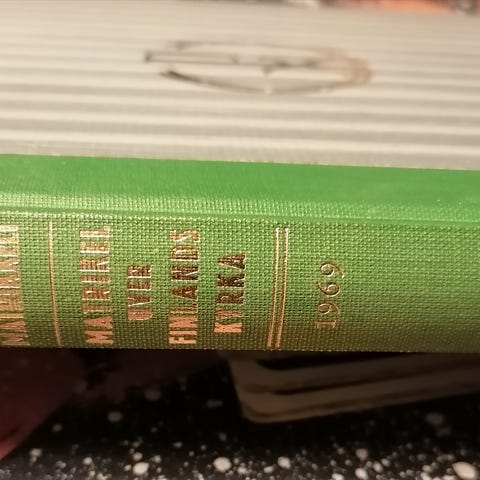 MATRIKEL
ÖVER
FINLANDS
KYRKA
1969